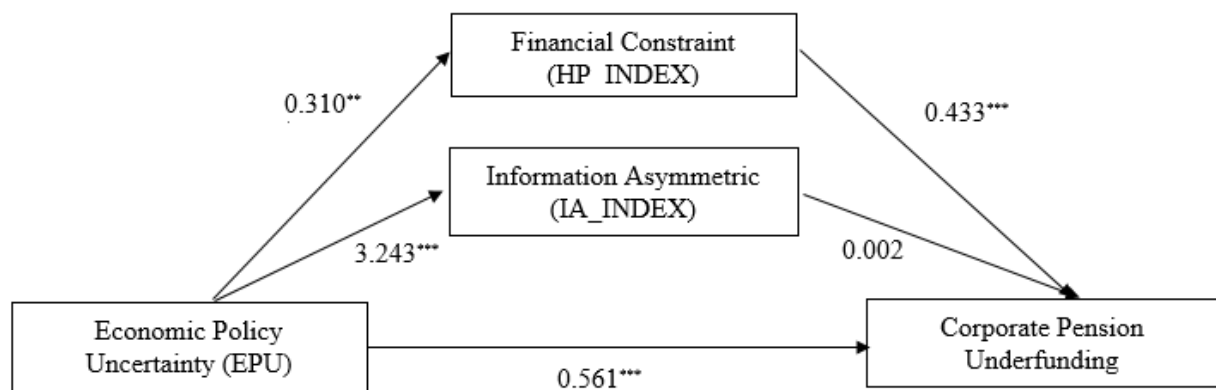 Financial Constraint
(HP_INDEX)
0.310**
0.433***
Information Asymmetric
(IA_INDEX)
3.243***
0.002
Economic Policy
Uncertainty (EPU)
Corporate Pension
Underfunding
0.561***